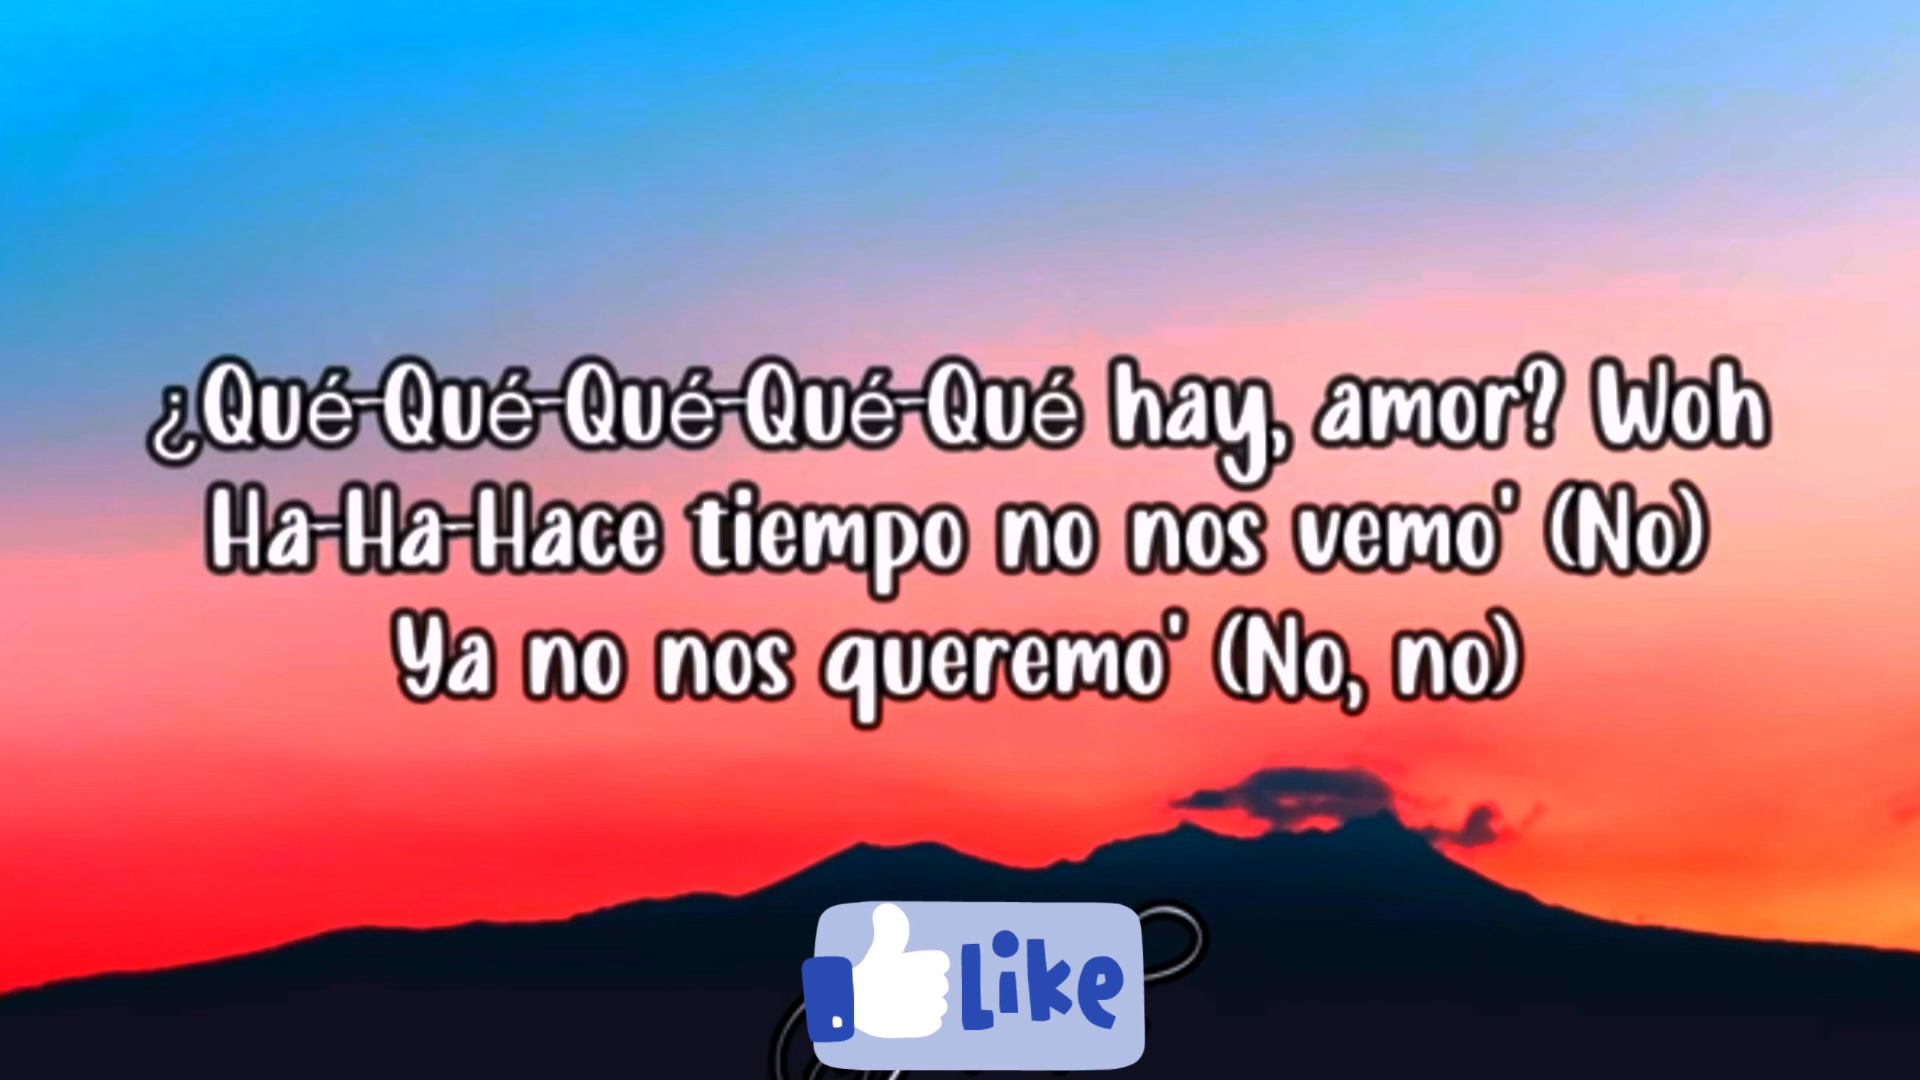 ¿Qué-Qué-Qué-Qué-Qué hay, amor? Woh
Ha-Ha-Hace tiempo no nos vemo' (No)
Ya no nos queremo' (No, no)
Like